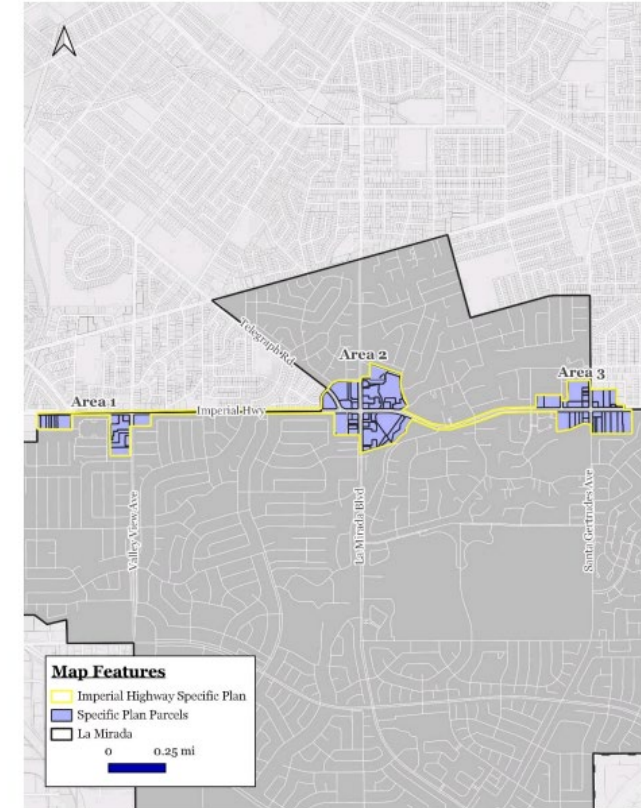 Telegraph Rd
Area 2
Area 3
Area 1
Imperial Hwy
Valley View Ave
La Mirada Blvd
Santa Gertrudes Ave
Map Features
Imperial Highway Specific Plan
Specific Plan Parcels
La Mirada
0 0.25 mi